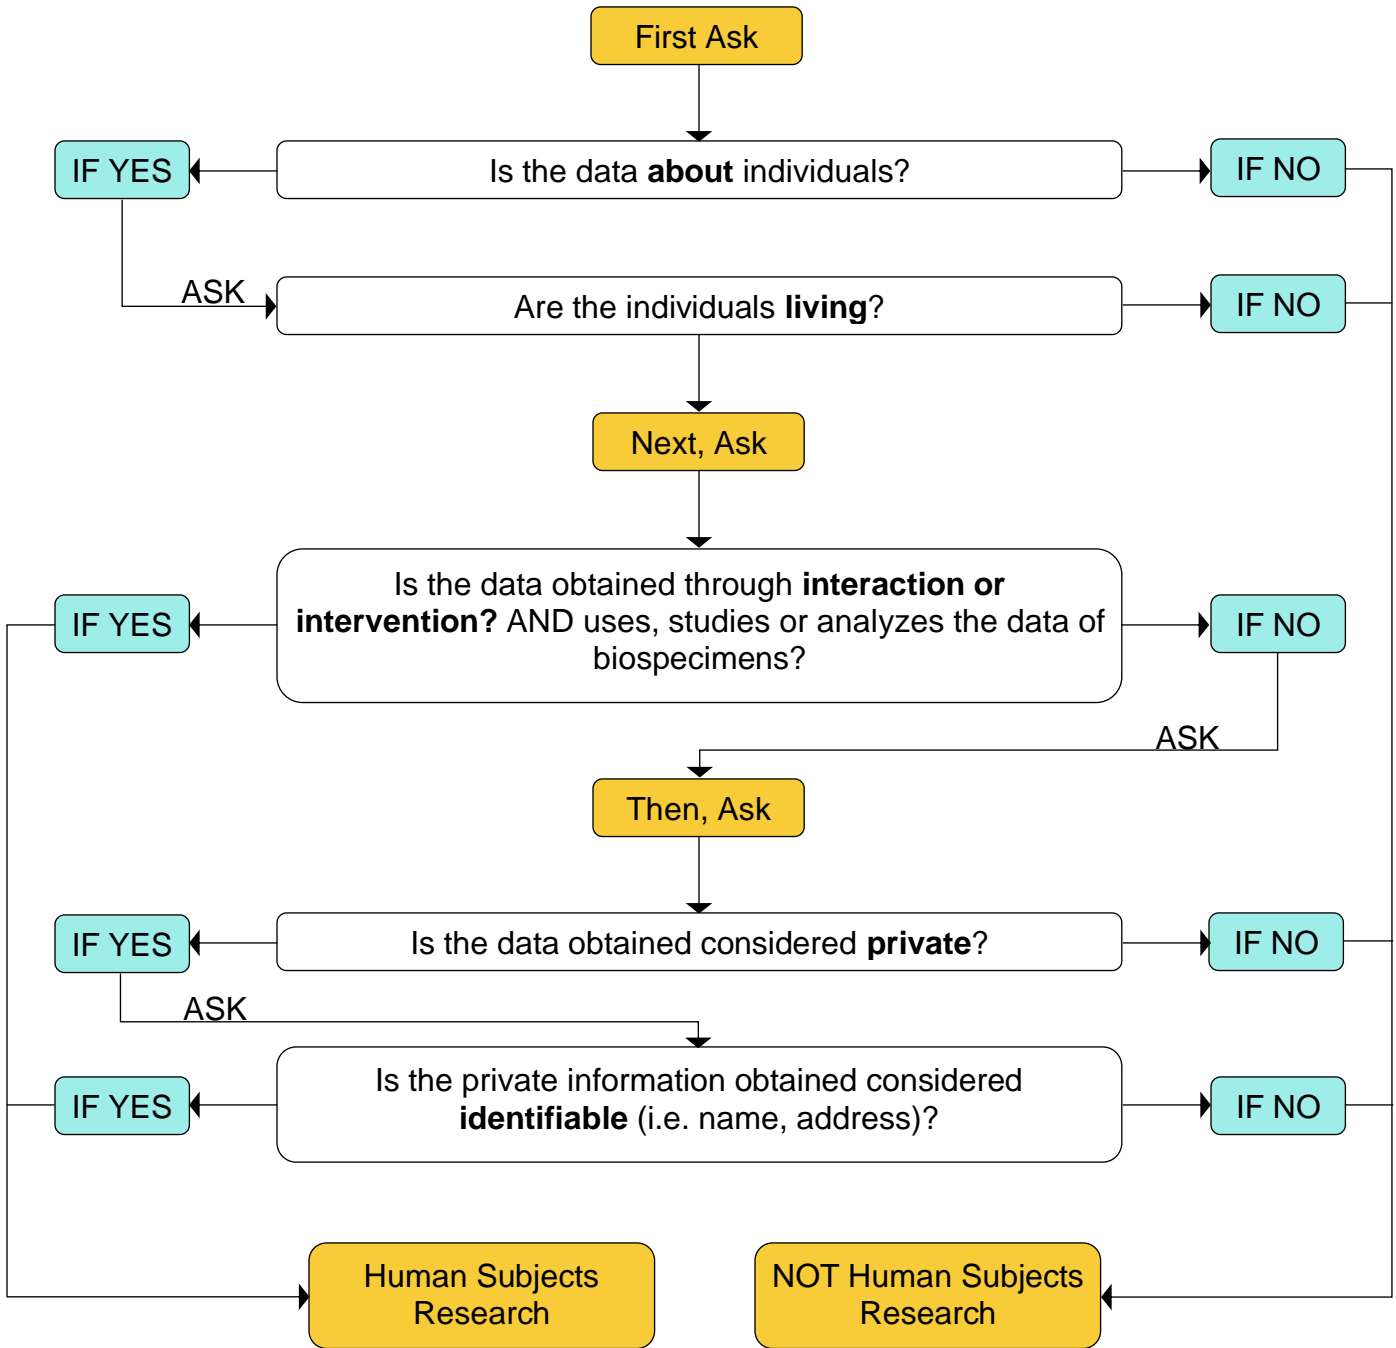 First Ask
IF YES
Is the data about individuals?
IF NO
ASK
Are the individuals living?
IF NO
Next, Ask
IF YES
Is the data obtained through interaction or
intervention? AND uses, studies or analyzes the data of
biospecimens?
IF NO
ASK
Then, Ask
IF YES
Is the data obtained considered private?
IF NO
ASK
IF YES
Is the private information obtained considered
identifiable (i.e. name, address)?
IF NO
Human Subjects
Research
NOT Human Subjects
Research